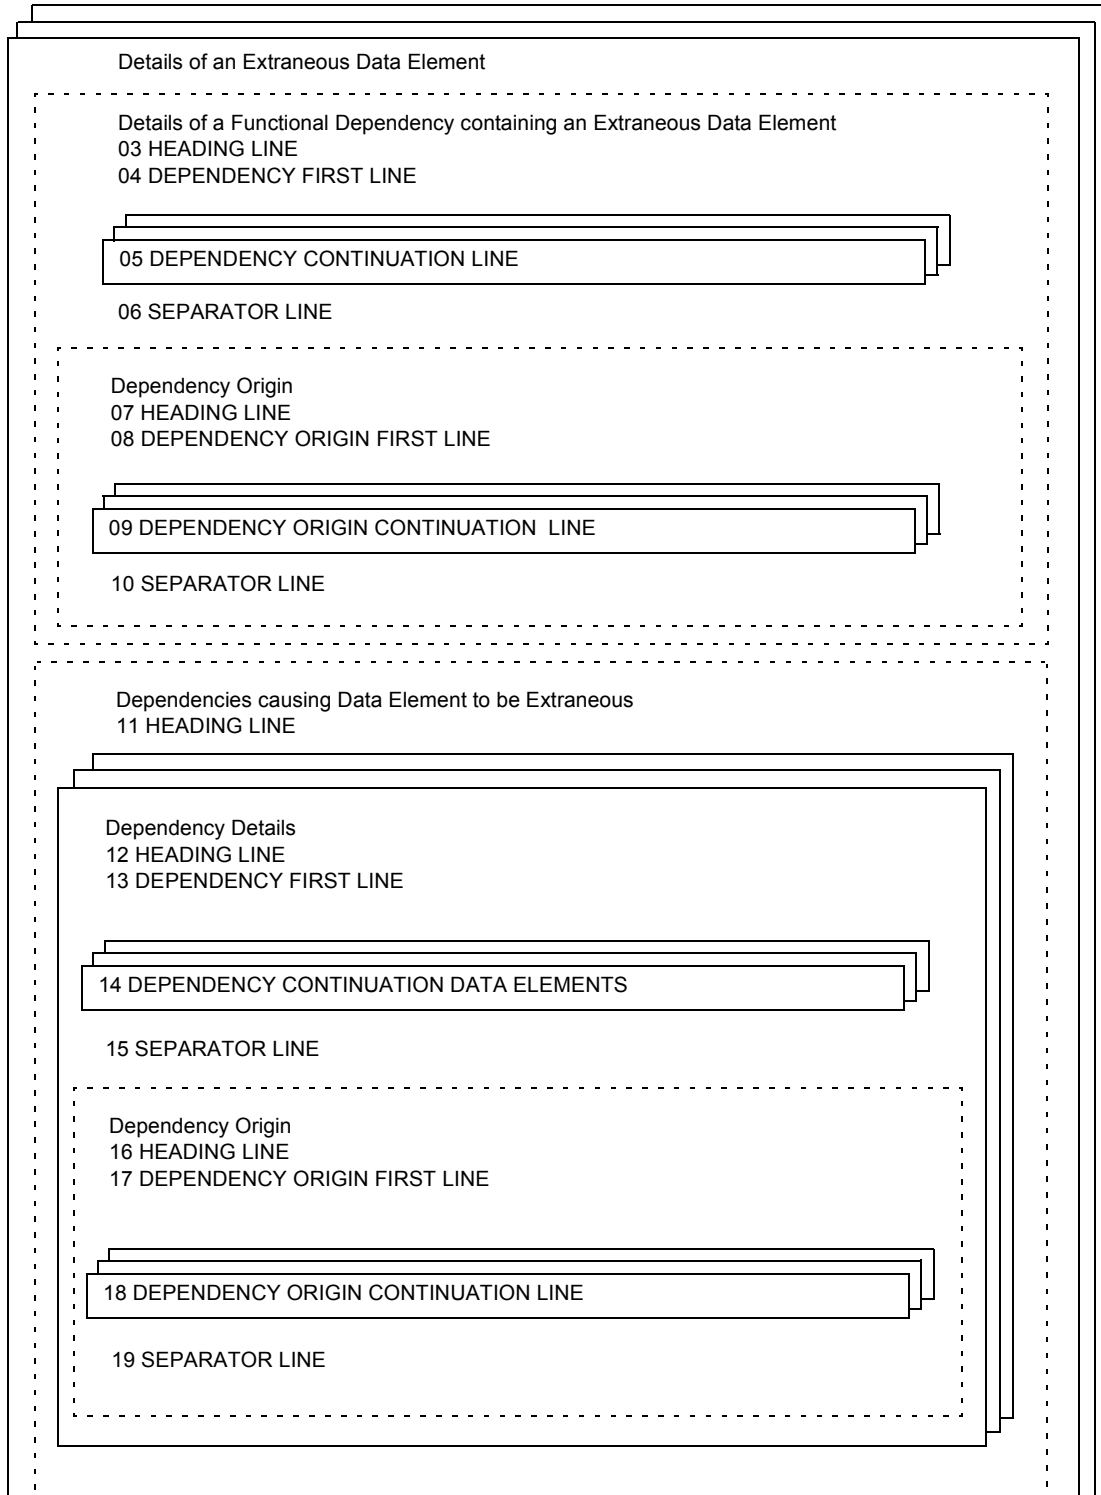 Details of an Extraneous Data Element
Details of a Functional Dependency containing an Extraneous Data Element
03 HEADING LINE
04 DEPENDENCY FIRST LINE
05 DEPENDENCY CONTINUATION LINE
06 SEPARATOR LINE
Dependency Origin
07 HEADING LINE
08 DEPENDENCY ORIGIN FIRST LINE
09 DEPENDENCY ORIGIN CONTINUATION  LINE
10 SEPARATOR LINE
Dependencies causing Data Element to be Extraneous
11 HEADING LINE
Dependency Details
12 HEADING LINE
13 DEPENDENCY FIRST LINE
14 DEPENDENCY CONTINUATION DATA ELEMENTS
15 SEPARATOR LINE
Dependency Origin
16 HEADING LINE
17 DEPENDENCY ORIGIN FIRST LINE
18 DEPENDENCY ORIGIN CONTINUATION LINE
19 SEPARATOR LINE